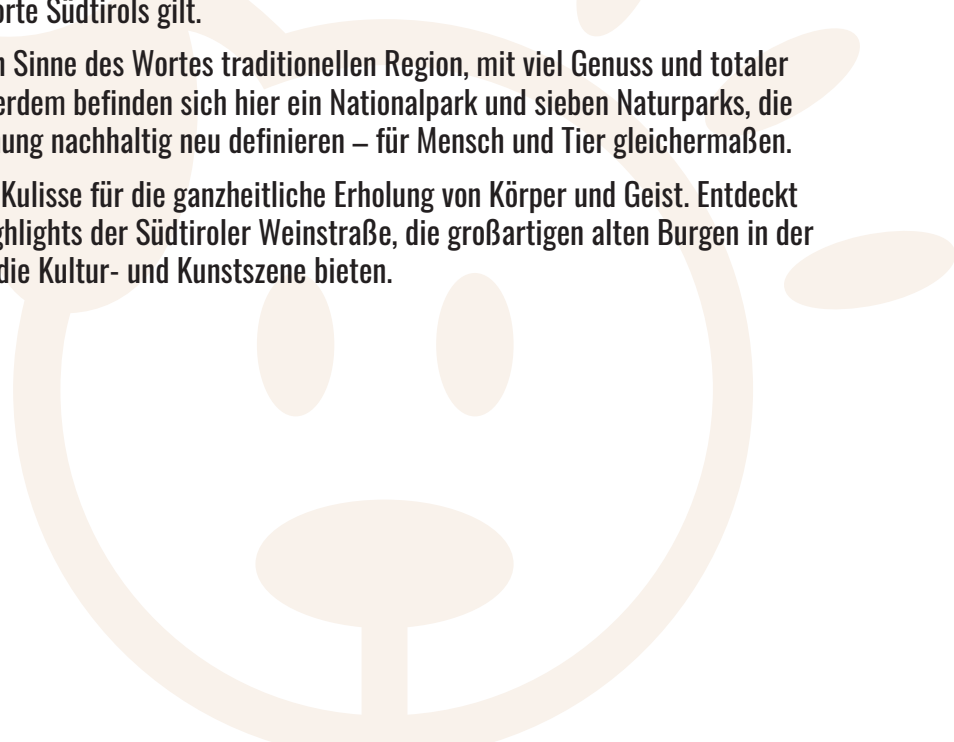 orte Südtirols gilt.
n Sinne des Wortes traditionellen Region, mit viel Genuss und totaler
erdem befinden sich hier ein Nationalpark und sieben Naturparks, die
ung nachhaltig neu definieren – für Mensch und Tier gleichermaßen.
Kulisse für die ganzheitliche Erholung von Körper und Geist. Entdeckt
ghlights der Südtiroler Weinstraße, die großartigen alten Burgen in der
die Kultur- und Kunstszene bieten.